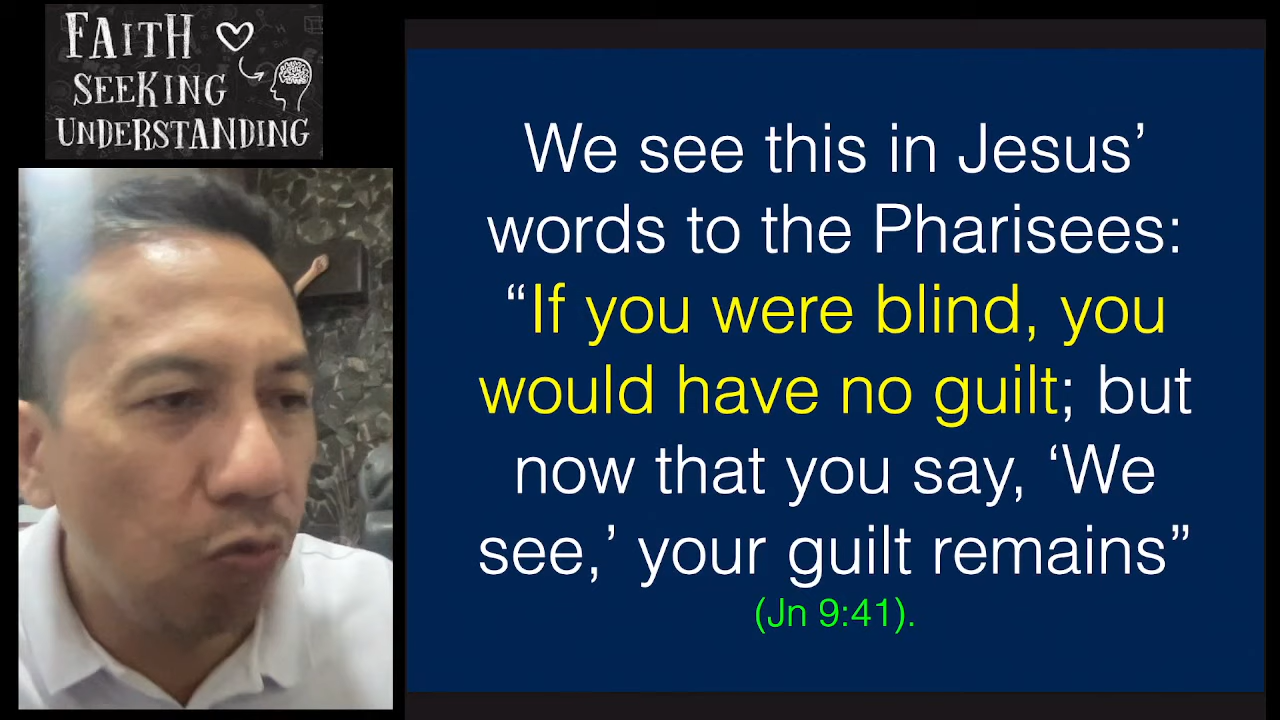 FAITH
SEEKING
UNDERSTANDING
We see this in Jesus’
words to the Pharisees:
“If you were blind, you
would have no guilt; but
now that you say, ‘We
see,’ your guilt remains”
(Jn 9:41).